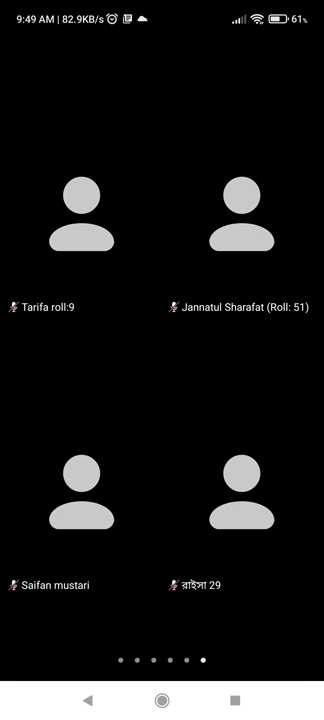 9:49 AM | 82.9KB/s 61%
Tarifa roll:9
Jannatul Sharafat (Roll: 51)
Saifan mustari
রাইসা 29